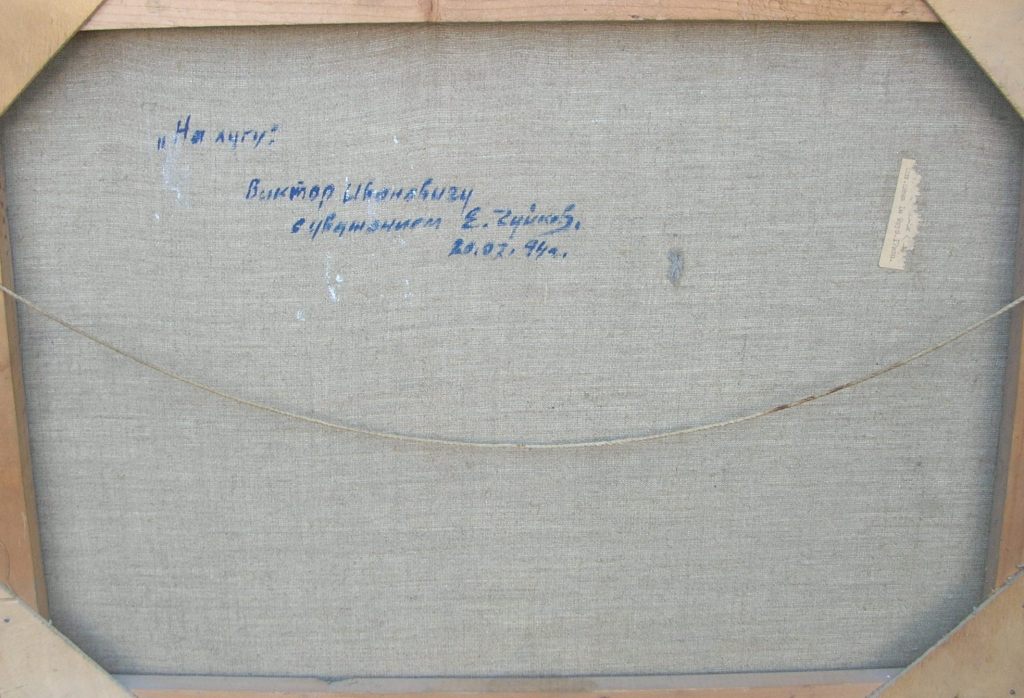 „На лугу"
Виктор Ивановичу
с уважением Е. Чуйков.
20.07.94г.